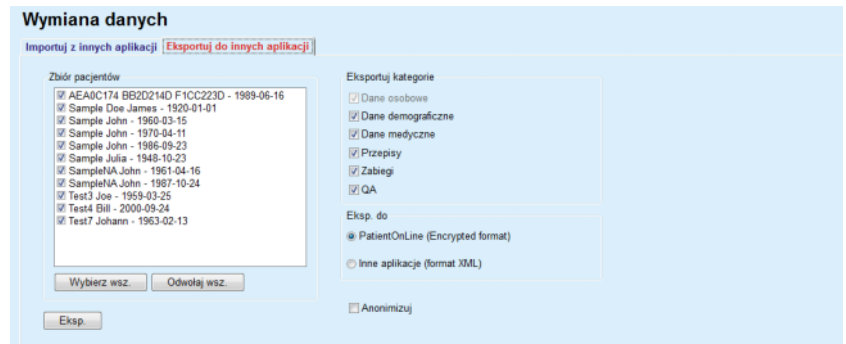 Wymiana danych
Importuj z innych aplikacji Eksportuj do innych aplikacji
Zbiór pacjentów
AEA0C174 BB2D214D F1CC223D - 1989-06-16
Sample Doe James - 1920-01-01
Sample John - 1960-03-15
Sample John - 1970-04-11
Sample John - 1986-09-23
Sample Julia - 1948-10-23
SampleNA John - 1961-04-16
SampleNA John - 1987-10-24
Test3 Joe - 1959-03-25
Test4 Bill - 2000-09-24
Test7 Johann - 1963-02-13
Wybierz wsz. Odwołaj wsz.
Eksp.
Eksportuj kategorie
Dane osobowe
Dane demograficzne
Dane medyczne
Przepisy
Zabiegi
QA
Eksp. do
PatientOnLine (Encrypted format)
Inne aplikacje (format XML)
Anonimizuj